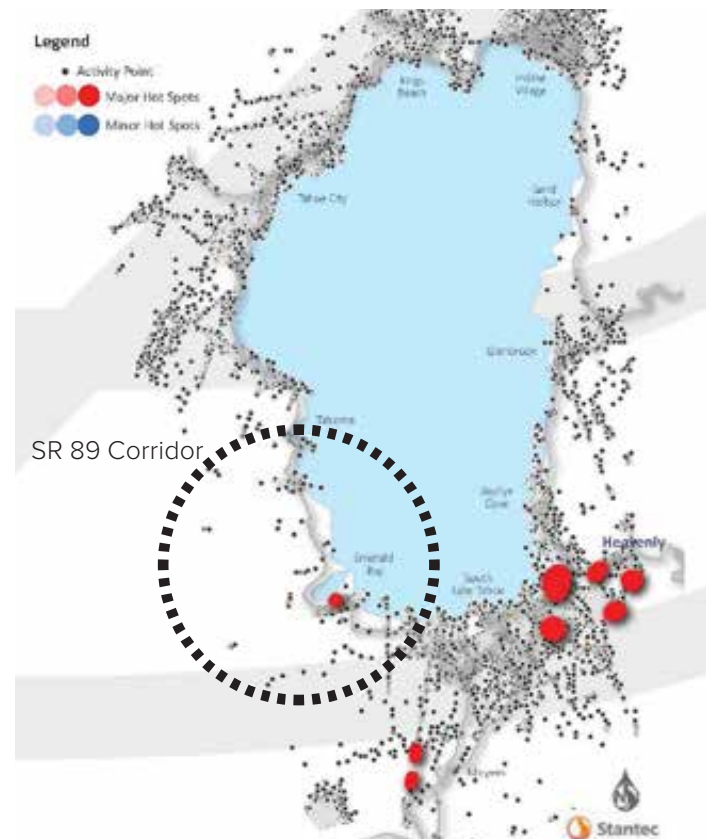 Legend
Activity Point
Major Hot Spots
Minor Hot Spots
Kings
Beach
Incline
Village
Tahoe City
Sand
Harbor
Glenbrook
Tahoma
SR 89 Corridor
Zephyr
Cove
Heavenly
Emerald
Bay
South
Lake Tahoe
Meyers
Stantec